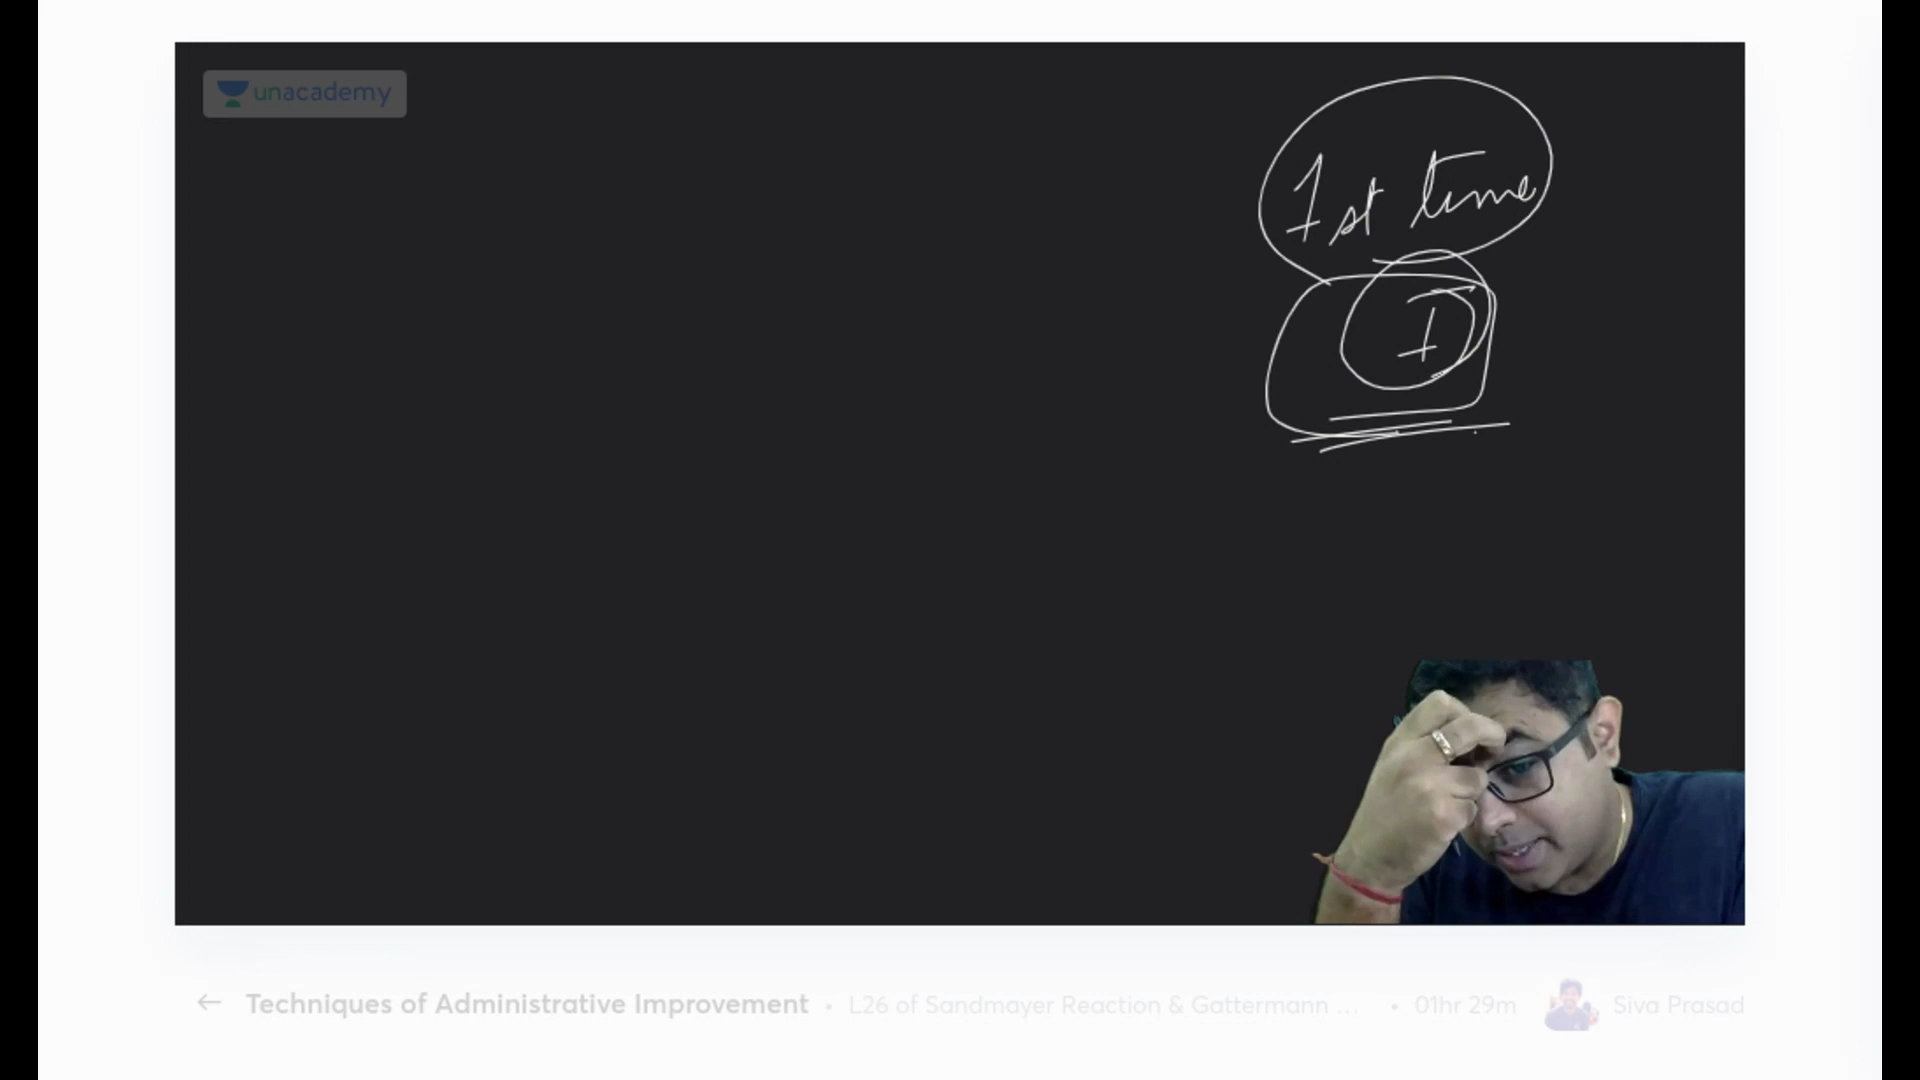 unacademy
1st time
I
← Techniques of Administrative Improvement • L26 of Sandmayer Reaction & Gattermann ... • 01hr 29m Siva Prasad